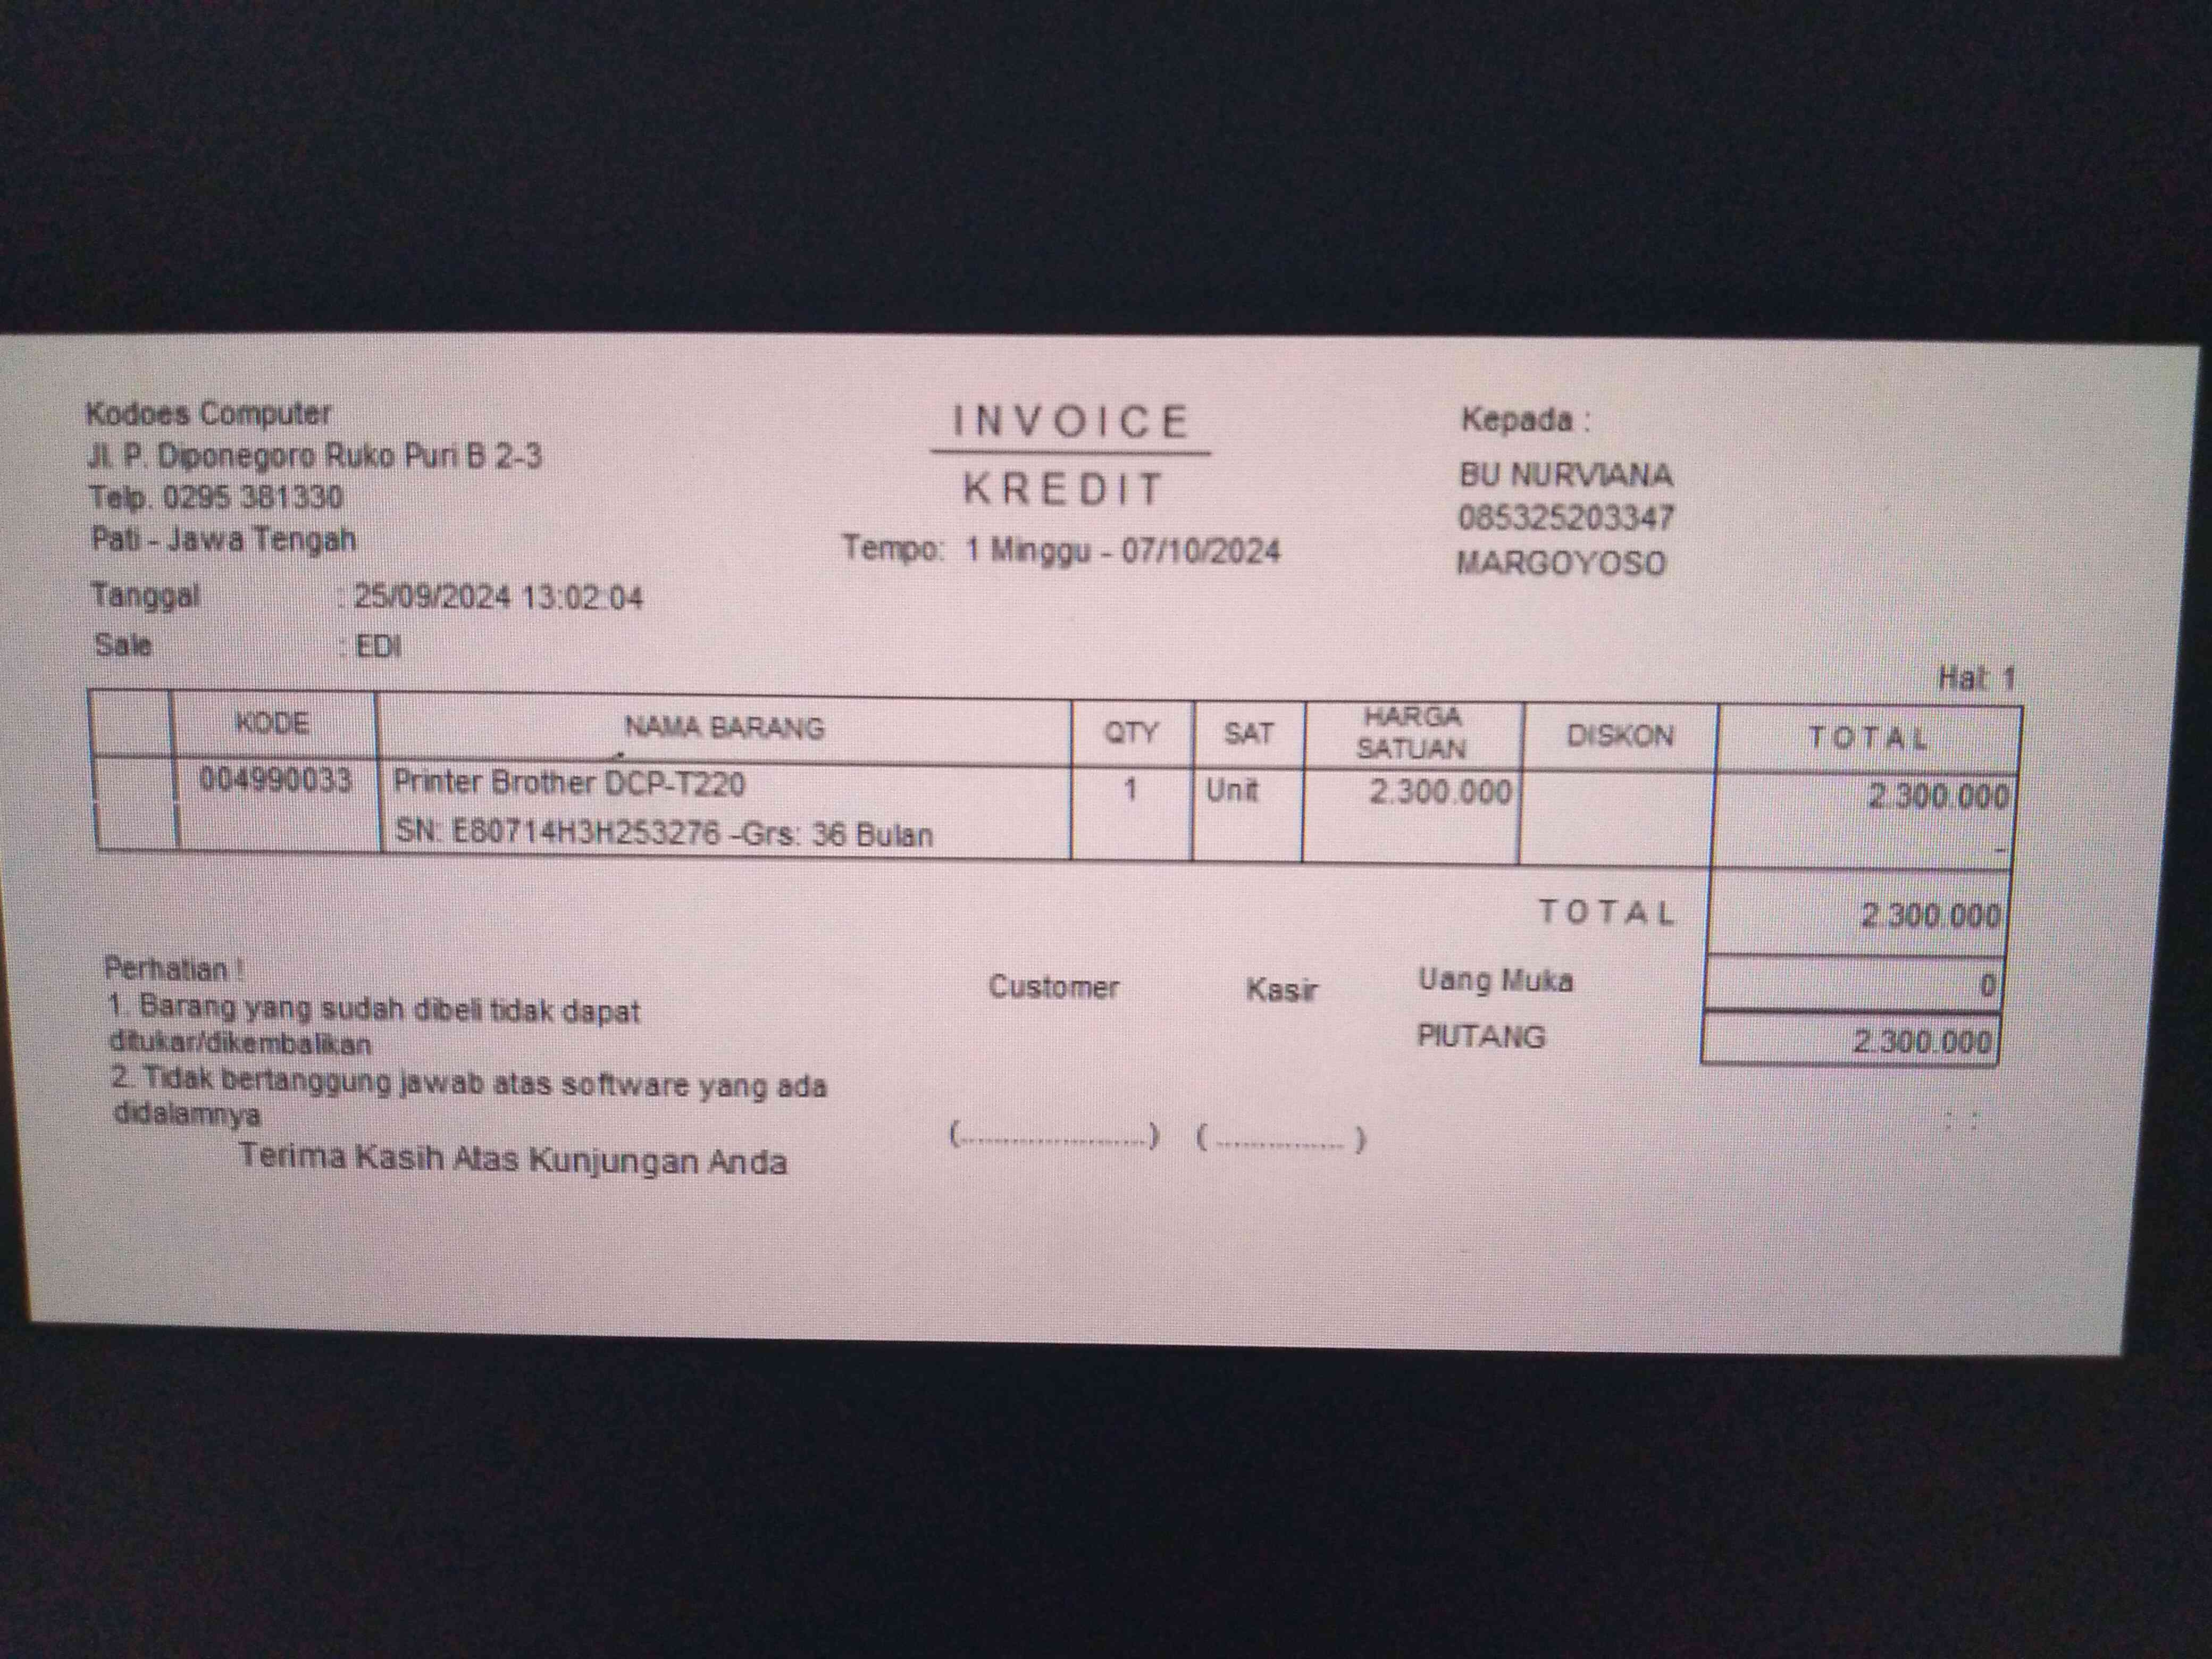 Kodoes Computer
Jl. P. Diponegoro Ruko Puri B 2-3
Telp. 0295 381330
Pati - Jawa Tengah
Tanggal : 25/09/2024 13:02:04
Sale : EDI
INVOICE
KREDIT
Tempo: 1 Minggu - 07/10/2024
Kepada :
BU NURVIANA
085325203347
MARGOYOSO
Hal: 1
KODE NAMA BARANG QTY SAT HARGA SATUAN DISKON TOTAL
004990033 Printer Brother DCP-T220 1 Unit 2.300.000 2.300.000
SN: E80714H3H253276 -Grs: 36 Bulan -
TOTAL 2.300.000
Uang Muka 0
PIUTANG 2.300.000
Perhatian !
1. Barang yang sudah dibeli tidak dapat
ditukar/dikembalikan
2. Tidak bertanggung jawab atas software yang ada
didalamnya
Terima Kasih Atas Kunjungan Anda
Customer Kasir
(........................) (.................)